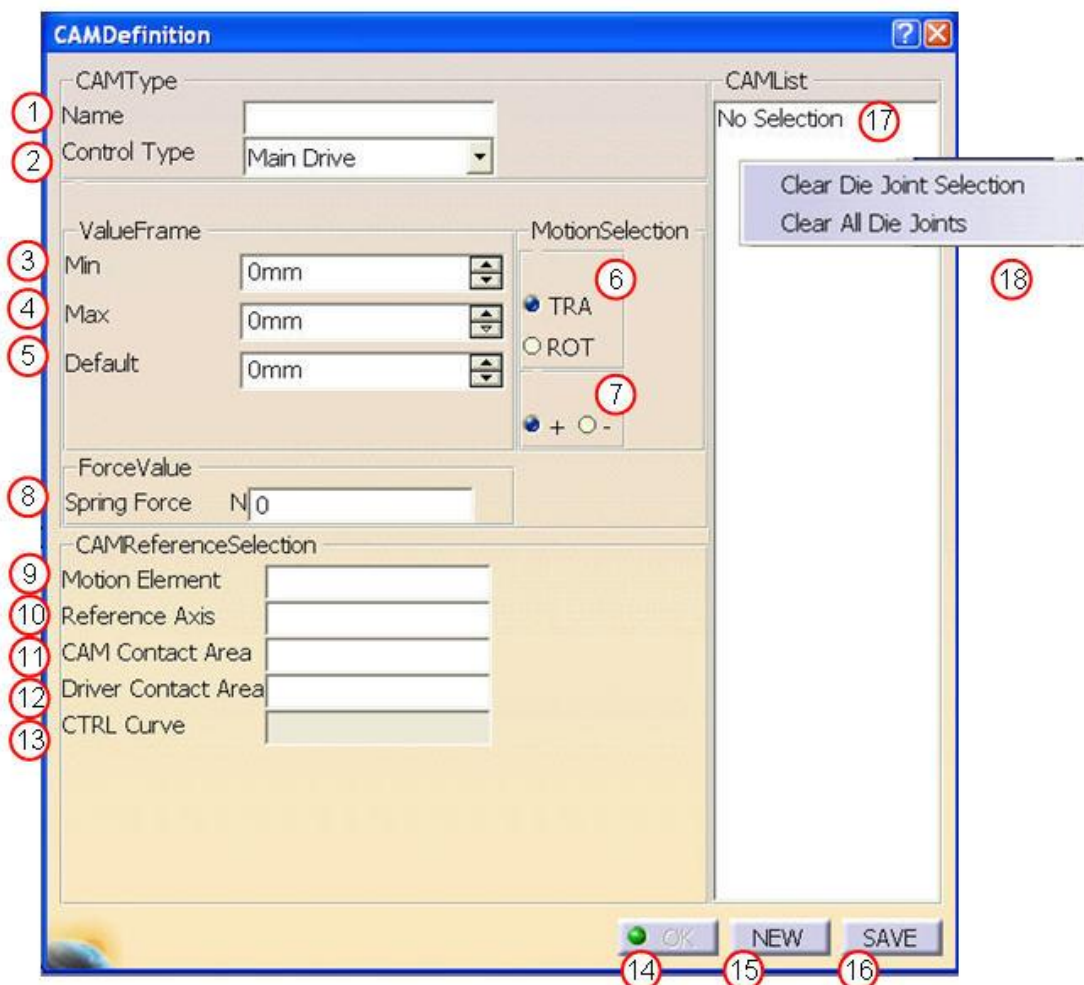 CAMDefinition
?
CAMType
CAMList
1 Name
No Selection 17
2 Control Type Main Drive
Clear Die Joint Selection
Clear All Die Joints
18
ValueFrame
MotionSelection
3 Min 0mm
6
4 Max 0mm
TRA
ROT
5 Default 0mm
7
+ -
ForceValue
8 Spring Force N 0
CAMReferenceSelection
9 Motion Element
10 Reference Axis
11 CAM Contact Area
12 Driver Contact Area
13 CTRL Curve
OK NEW SAVE
14 15 16